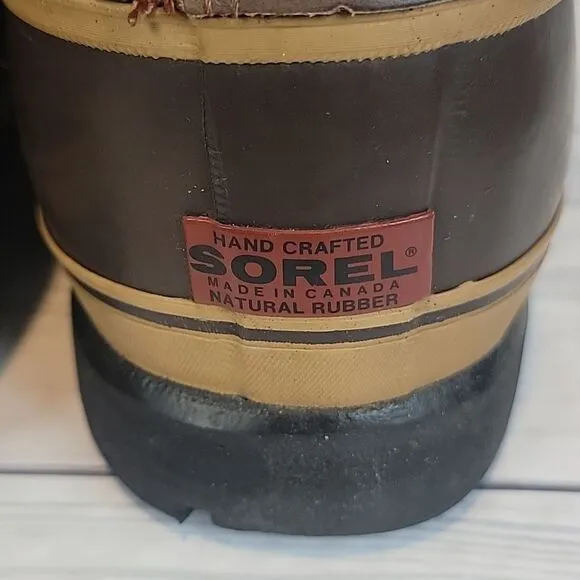 HAND CRAFTED
SOREL®
MADE IN CANADA
NATURAL RUBBER